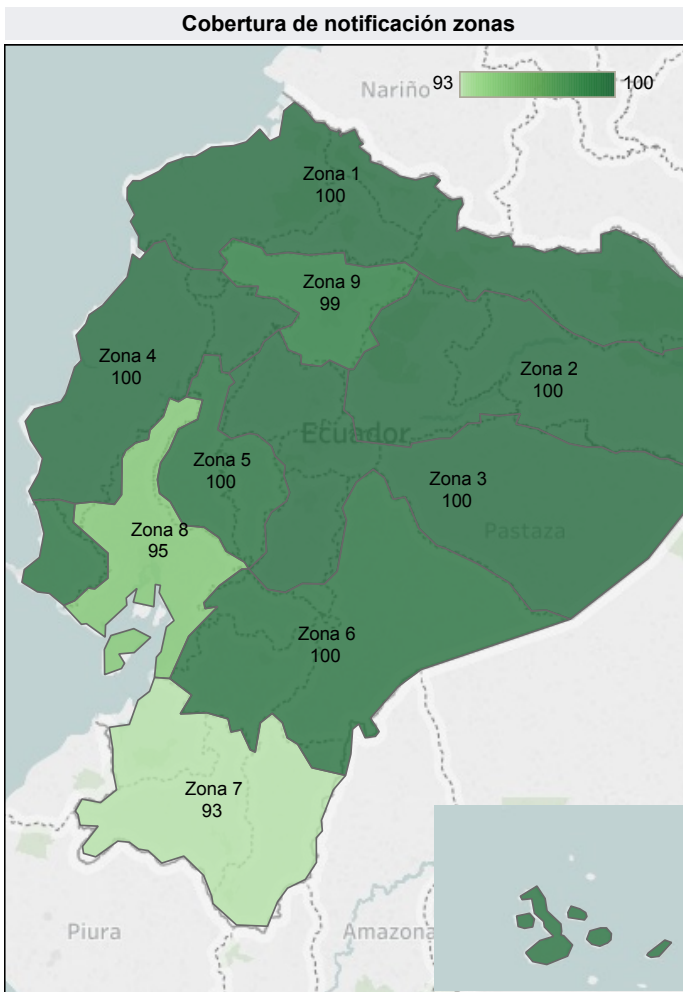 Cobertura de notificación zonas
93
100
Nariño
Zona 1
100
Zona 9
99
Zona 4
100
Zona 2
100
Ecuador
Zona 5
100
Zona 3
100
Pastaza
Zona 8
95
Zona 6
100
Zona 7
93
Piura
Amazona